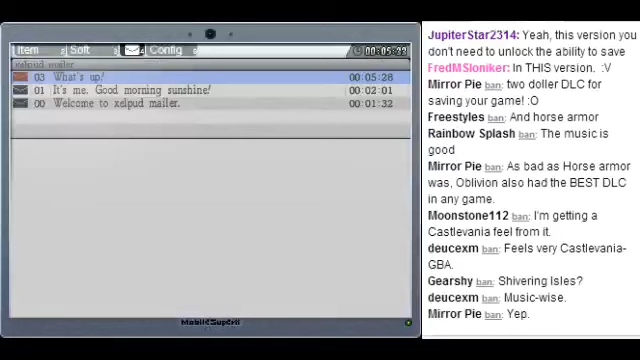 Item Soft Config 00:05:29
xelpud mailer
03 What's up? 00:05:28
01 It's me. Good morning sunshine! 00:02:01
00 Welcome to xelpud mailer. 00:01:32
JupiterStar2314: Yeah, this version you
don't need to unlock the ability to save
FredMSloniker: In THIS version. :V
Mirror Pie ban: two doller DLC for
saving your game! :O
Freestyles ban: And horse armor
Rainbow Splash ban: The music is
good
Mirror Pie ban: As bad as Horse armor
was, Oblivion also had the BEST DLC
in any game.
Moonstone112 ban: I'm getting a
Castlevania feel from it.
deucexm ban: Feels very Castlevania-
GBA.
Gearshy ban: Shivering Isles?
deucexm ban: Music-wise.
Mirror Pie ban: Yep.